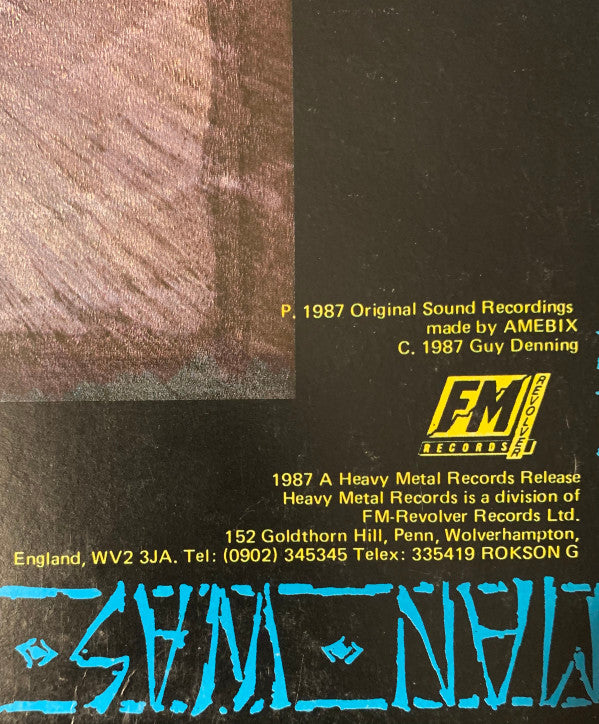 P. 1987 Original Sound Recordings
made by AMEBIX
C. 1987 Guy Denning
FM
REVOLVER
RECORDS
1987 A Heavy Metal Records Release
Heavy Metal Records is a division of
FM-Revolver Records Ltd.
152 Goldthorn Hill, Penn, Wolverhampton,
England, WV2 3JA. Tel: (0902) 345345 Telex: 335419 ROKSON G
MAN · WAS